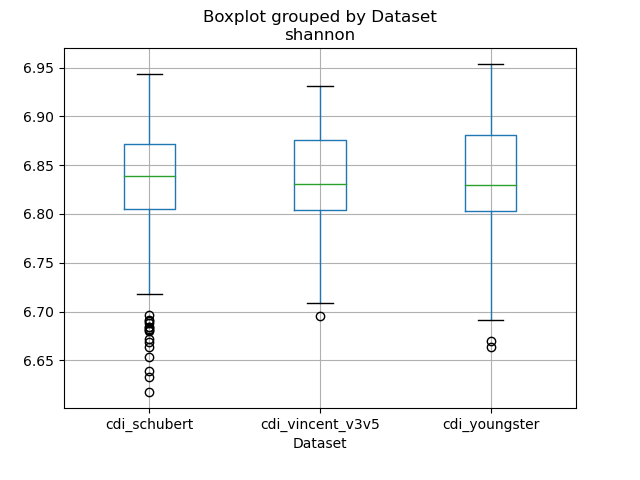 Boxplot grouped by Dataset
shannon
6.95
6.90
6.85
6.80
6.75
6.70
6.65
cdi_schubert
cdi_vincent_v3v5
cdi_youngster
Dataset